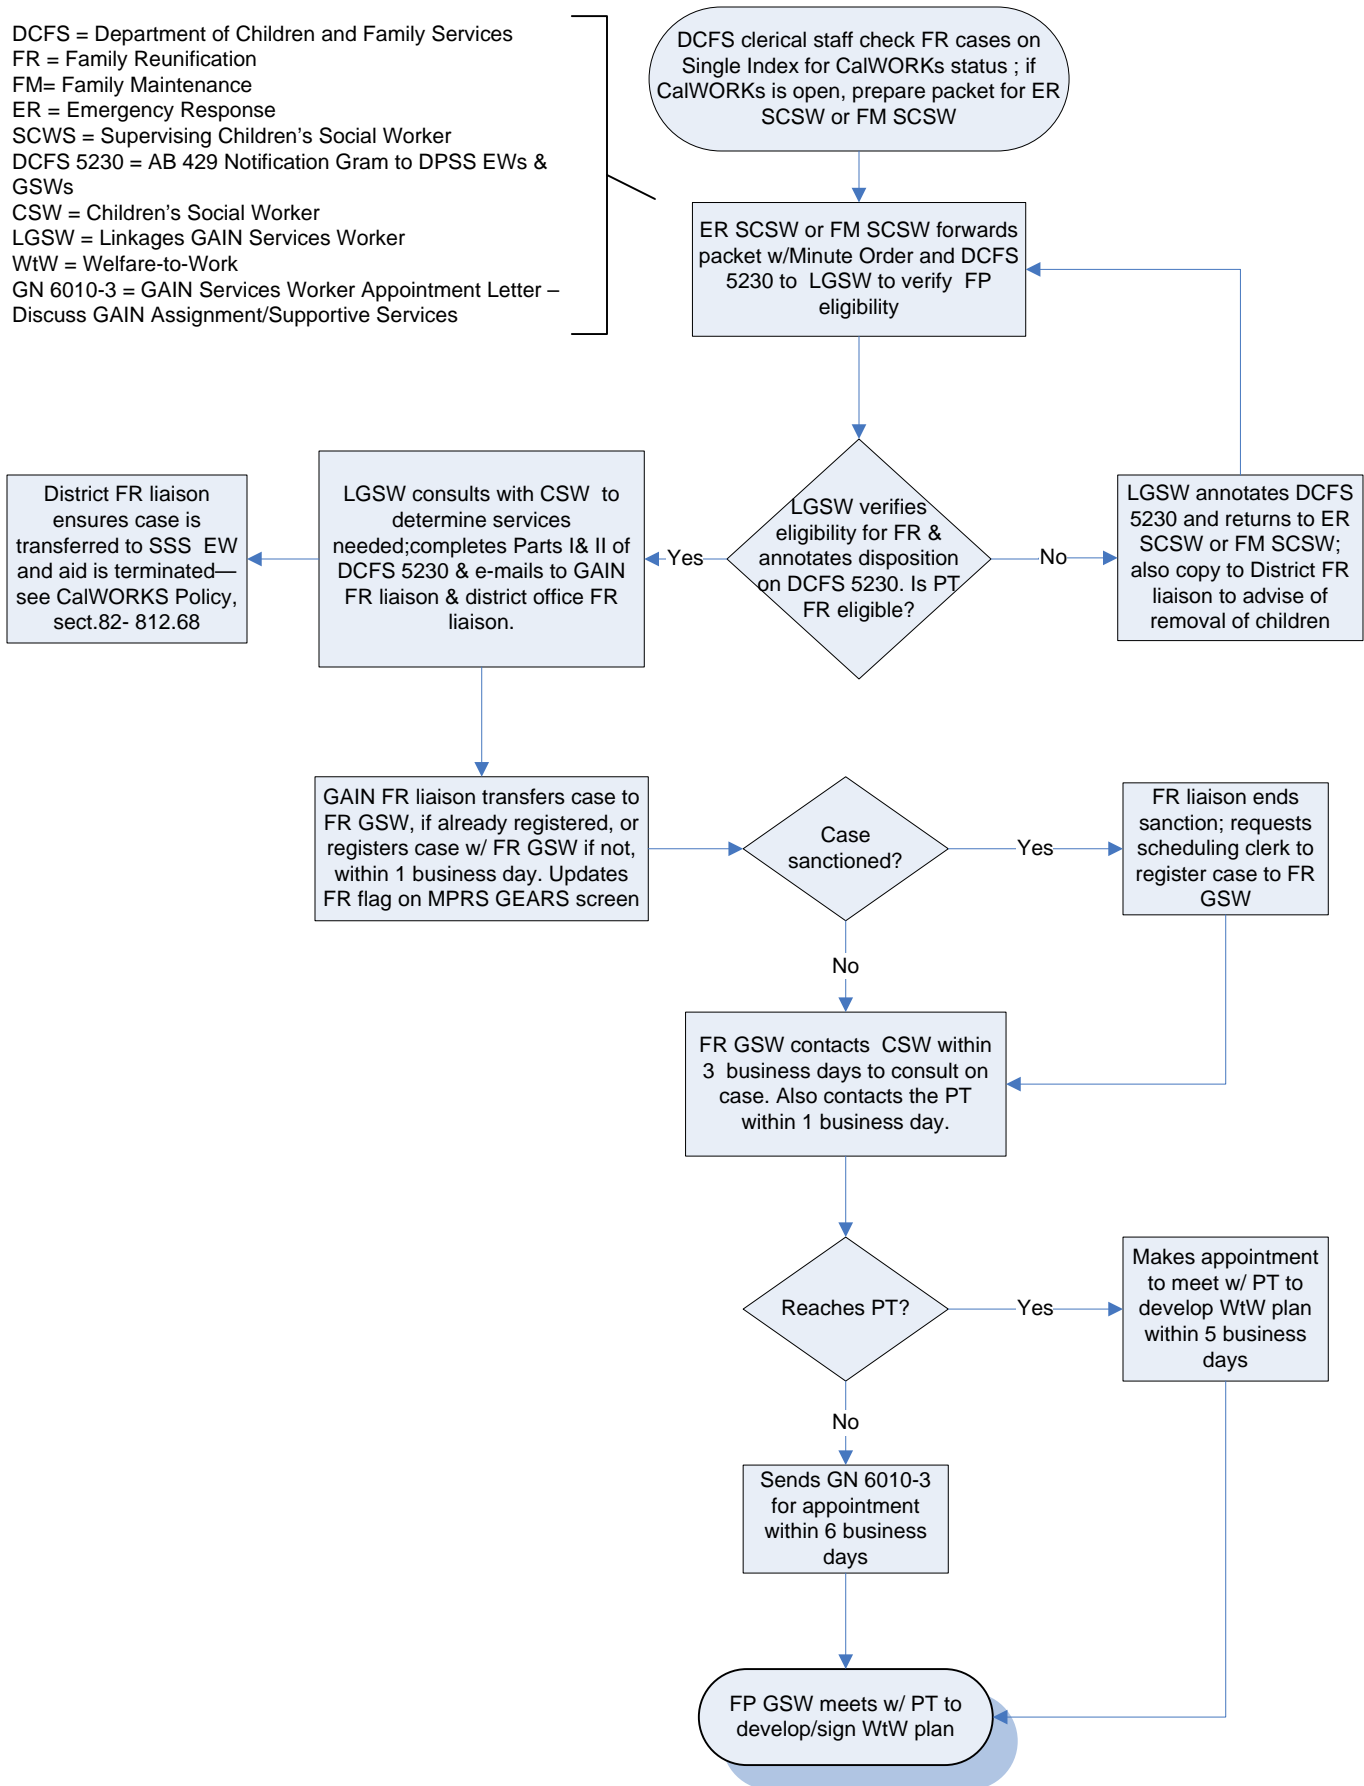 DCFS = Department of Children and Family Services
FR = Family Reunification
FM= Family Maintenance
ER = Emergency Response
SCWS = Supervising Children's Social Worker
DCFS 5230 = AB 429 Notification Gram to DPSS EWs &
GSWs
CSW = Children's Social Worker
LGSW = Linkages GAIN Services Worker
WtW = Welfare-to-Work
GN 6010-3 = GAIN Services Worker Appointment Letter –
Discuss GAIN Assignment/Supportive Services
DCFS clerical staff check FR cases on
Single Index for CalWORKs status ; if
CalWORKs is open, prepare packet for ER
SCSW or FM SCSW
ER SCSW or FM SCSW forwards
packet w/Minute Order and DCFS
5230 to LGSW to verify FP
eligibility
LGSW verifies
eligibility for FR &
annotates disposition
on DCFS 5230. Is PT
FR eligible?
No
LGSW annotates DCFS
5230 and returns to ER
SCSW or FM SCSW;
also copy to District FR
liaison to advise of
removal of children
Yes
LGSW consults with CSW to
determine services
needed;completes Parts I& II of
DCFS 5230 & e-mails to GAIN
FR liaison & district office FR
liaison.
District FR liaison
ensures case is
transferred to SSS EW
and aid is terminated—
see CalWORKS Policy,
sect.82- 812.68
GAIN FR liaison transfers case to
FR GSW, if already registered, or
registers case w/ FR GSW if not,
within 1 business day. Updates
FR flag on MPRS GEARS screen
Case
sanctioned?
Yes
FR liaison ends
sanction; requests
scheduling clerk to
register case to FR
GSW
No
FR GSW contacts CSW within
3 business days to consult on
case. Also contacts the PT
within 1 business day.
Reaches PT?
Yes
Makes appointment
to meet w/ PT to
develop WtW plan
within 5 business
days
No
Sends GN 6010-3
for appointment
within 6 business
days
FP GSW meets w/ PT to
develop/sign WtW plan